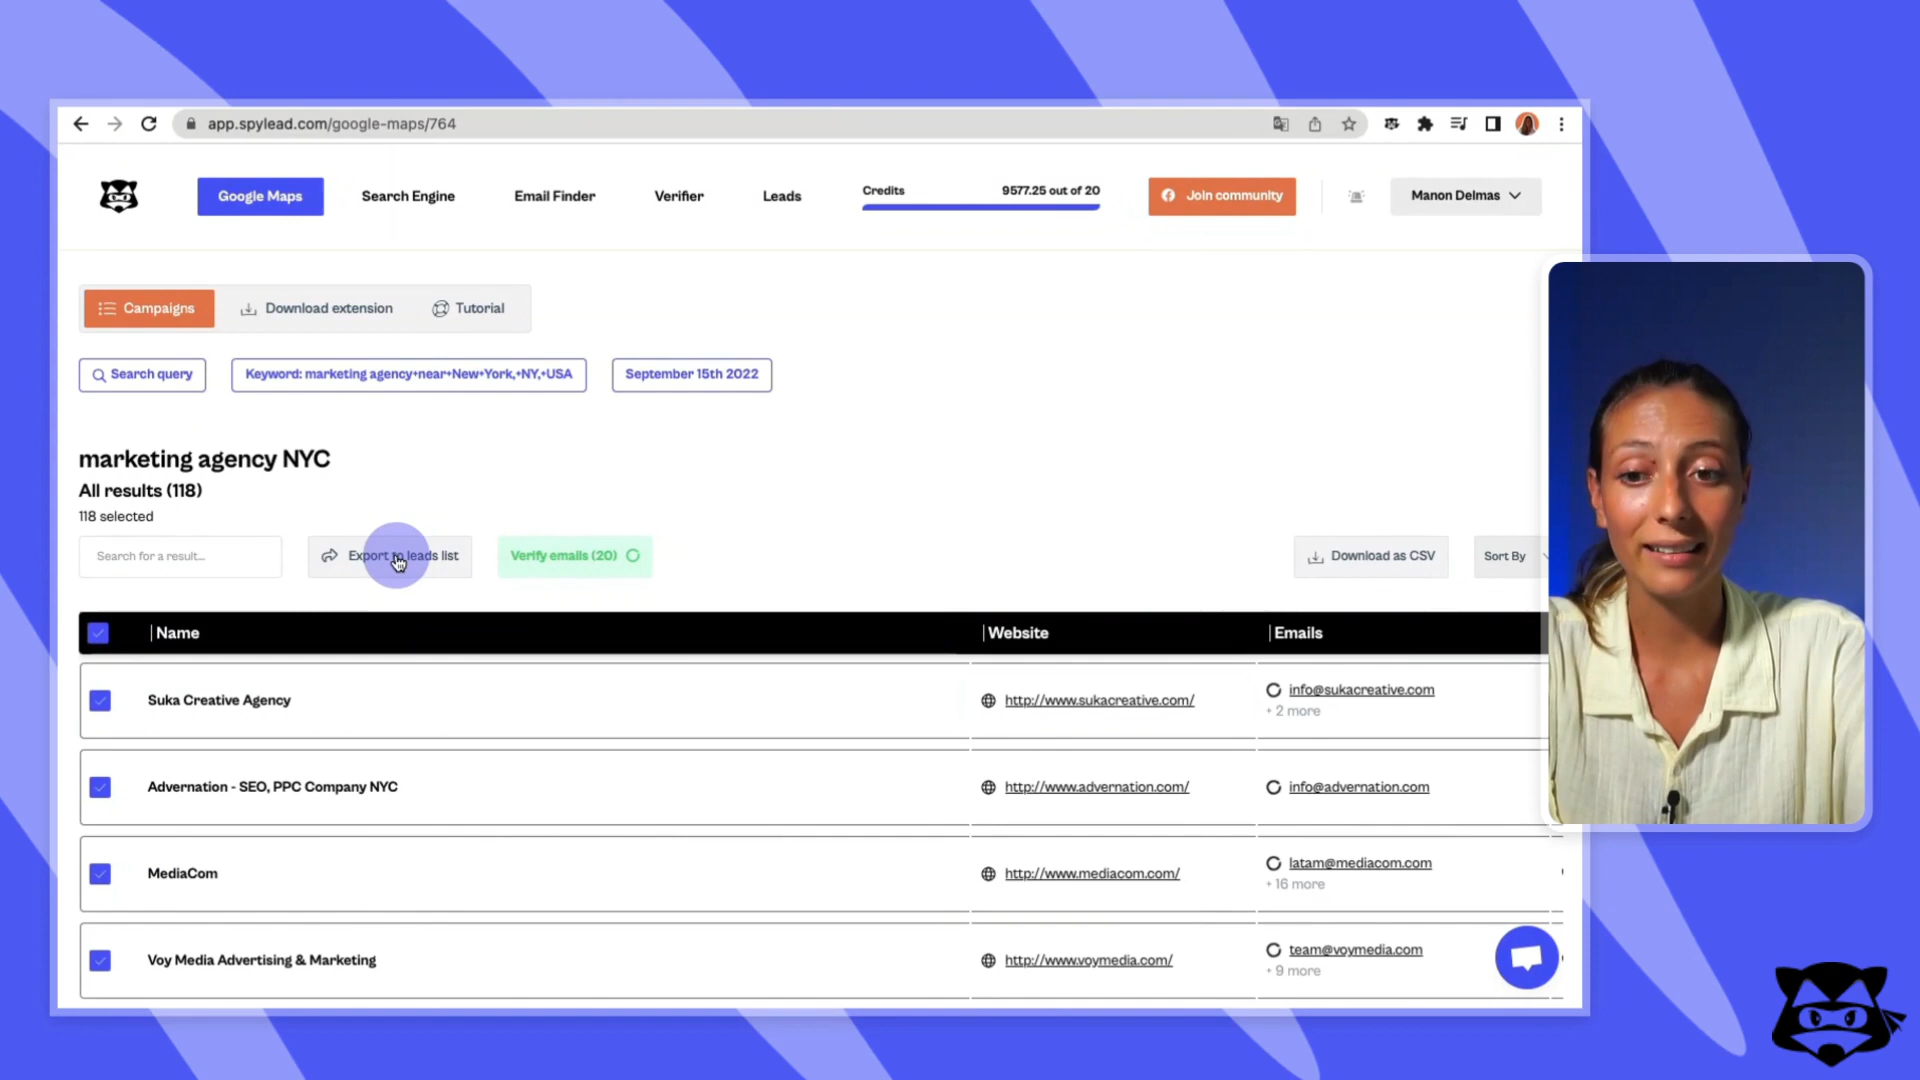 app.spylead.com/google-maps/764
Google Maps
Search Engine
Email Finder
Verifier
Leads
Credits
9577.25 out of 20
Join community
Manon Delmas
Campaigns
Download extension
Tutorial
Search query
Keyword: marketing agency+near+New+York,+NY,+USA
September 15th 2022
marketing agency NYC
All results (118)
118 selected
Search for a result...
Export to leads list
Verify emails (20)
Download as CSV
Sort By
Name
Website
Emails
Suka Creative Agency
http://www.sukacreative.com/
info@sukacreative.com
+ 2 more
Advernation - SEO, PPC Company NYC
http://www.advernation.com/
info@advernation.com
MediaCom
http://www.mediacom.com/
latam@mediacom.com
+ 16 more
Voy Media Advertising & Marketing
http://www.voymedia.com/
team@voymedia.com
+ 9 more